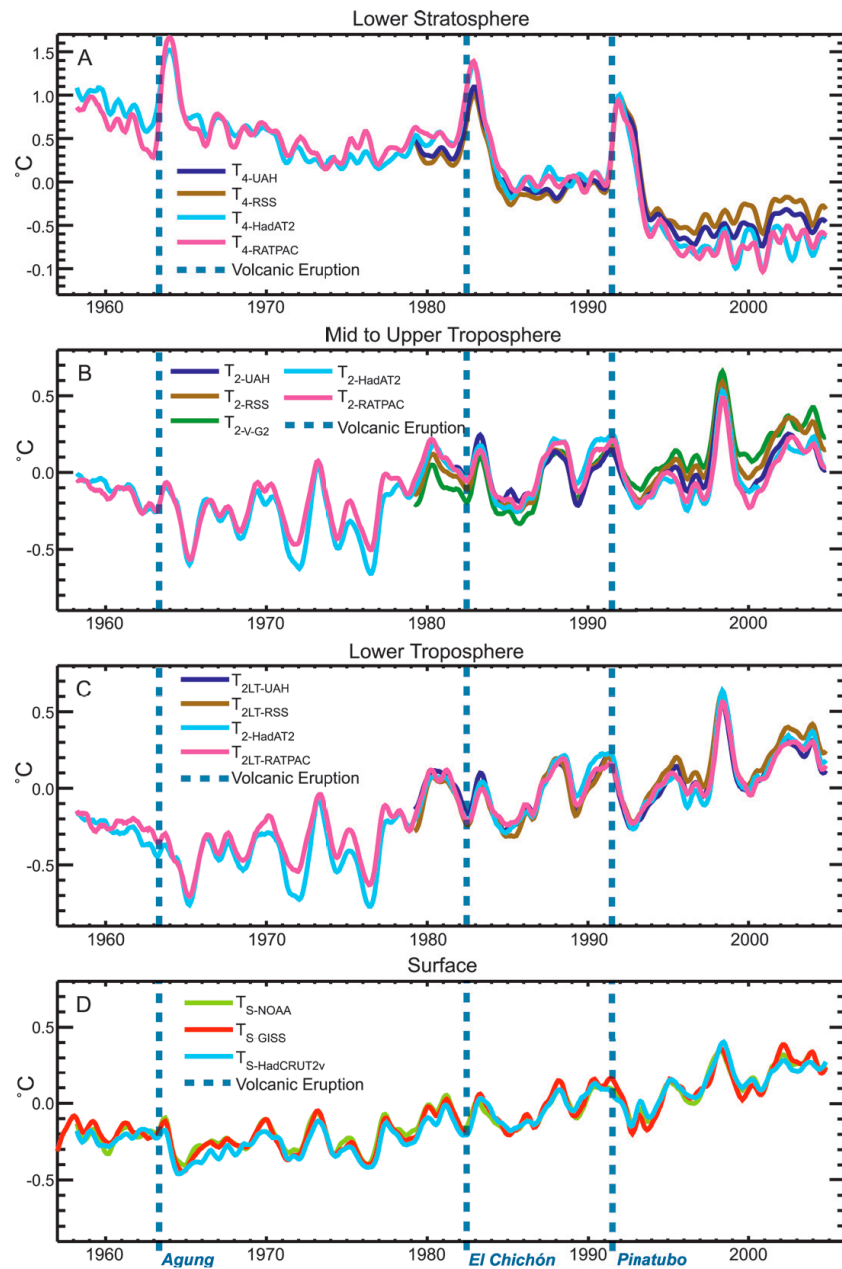 Lower Stratosphere
A
1.5
1.0
0.5
0.0
-0.5
-0.1
°C
T4-UAH
T4-RSS
T4-HadAT2
T4-RATPAC
Volcanic Eruption
1960 1970 1980 1990 2000
Mid to Upper Troposphere
B
0.5
0.0
-0.5
°C
T2-UAH T2-HadAT2
T2-RSS T2-RATPAC
T2-V-G2 Volcanic Eruption
1960 1970 1980 1990 2000
Lower Troposphere
C
0.5
0.0
-0.5
°C
T2LT-UAH
T2LT-RSS
T2-HadAT2
T2LT-RATPAC
Volcanic Eruption
1960 1970 1980 1990 2000
Surface
D
0.5
0.0
-0.5
°C
TS-NOAA
TS GISS
TS-HadCRUT2v
Volcanic Eruption
1960 1970 1980 1990 2000
Agung El Chichón Pinatubo